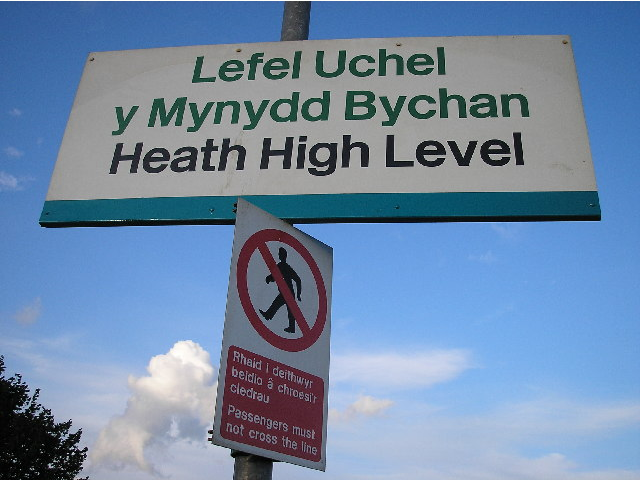 Lefel Uchel
y Mynydd Bychan
Heath High Level
Rhaid i deithwyr
beidio â chroesi'r
cledrau
Passengers must
not cross the line